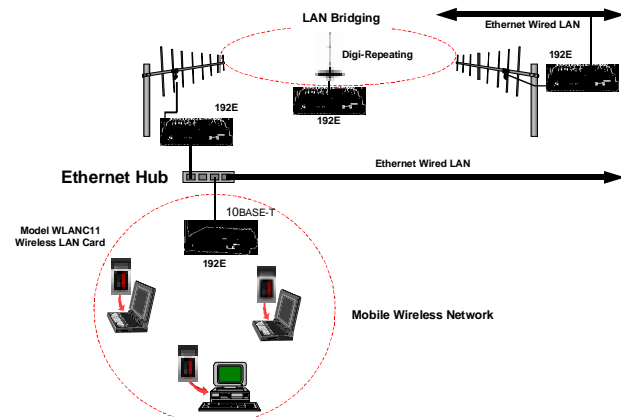 LAN Bridging
Ethernet Wired LAN
Digi-Repeating
192E
192E
192E
Ethernet Wired LAN
Ethernet Hub
10BASE-T
Model WLANC11
Wireless LAN Card
192E
Mobile Wireless Network